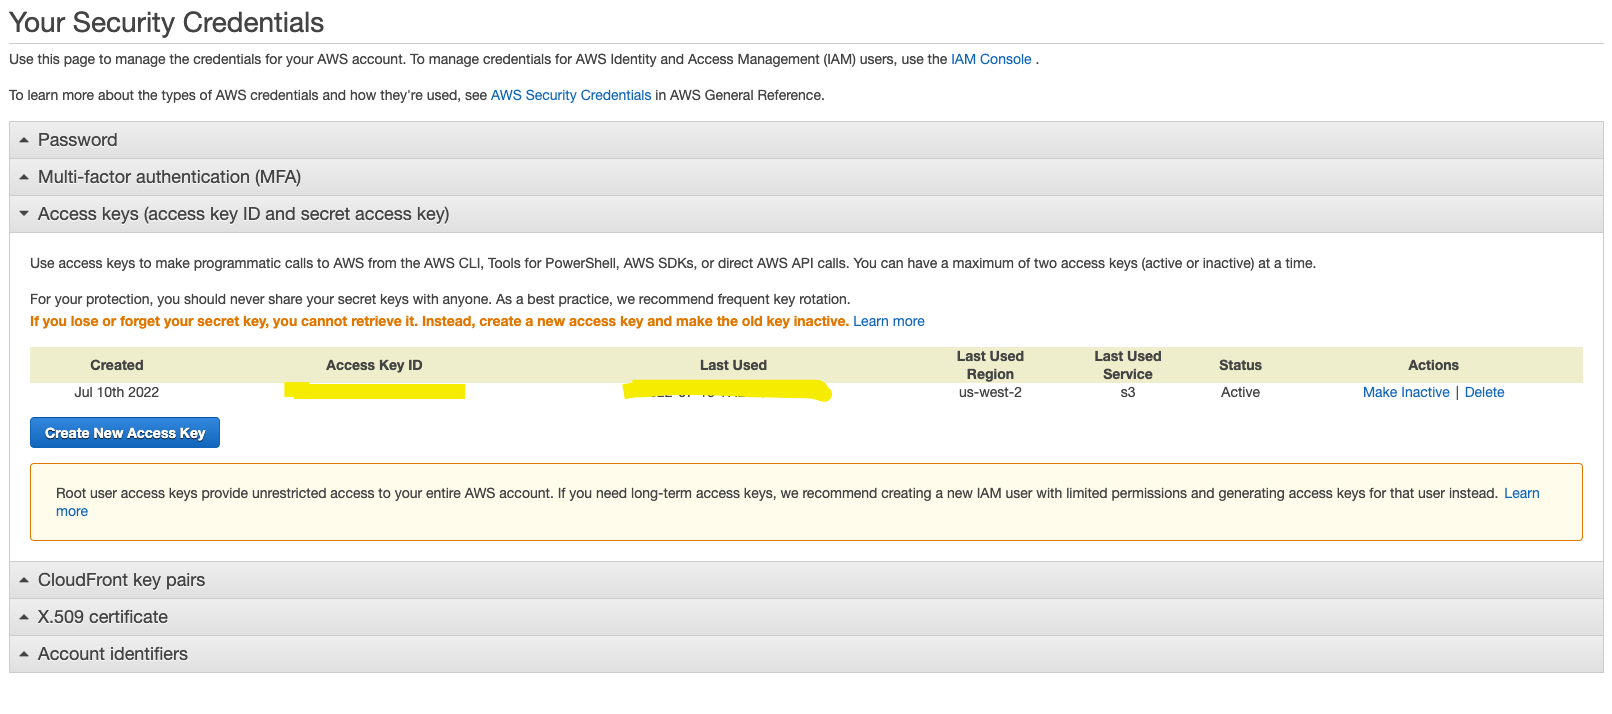 Your Security Credentials
Use this page to manage the credentials for your AWS account. To manage credentials for AWS Identity and Access Management (IAM) users, use the IAM Console .
To learn more about the types of AWS credentials and how they're used, see AWS Security Credentials in AWS General Reference.
Password
Multi-factor authentication (MFA)
Access keys (access key ID and secret access key)
Use access keys to make programmatic calls to AWS from the AWS CLI, Tools for PowerShell, AWS SDKs, or direct AWS API calls. You can have a maximum of two access keys (active or inactive) at a time.
For your protection, you should never share your secret keys with anyone. As a best practice, we recommend frequent key rotation.
If you lose or forget your secret key, you cannot retrieve it. Instead, create a new access key and make the old key inactive. Learn more
Created Access Key ID Last Used Last Used Region Last Used Service Status Actions
Jul 10th 2022 us-west-2 s3 Active Make Inactive | Delete
Create New Access Key
Root user access keys provide unrestricted access to your entire AWS account. If you need long-term access keys, we recommend creating a new IAM user with limited permissions and generating access keys for that user instead. Learn
more
CloudFront key pairs
X.509 certificate
Account identifiers